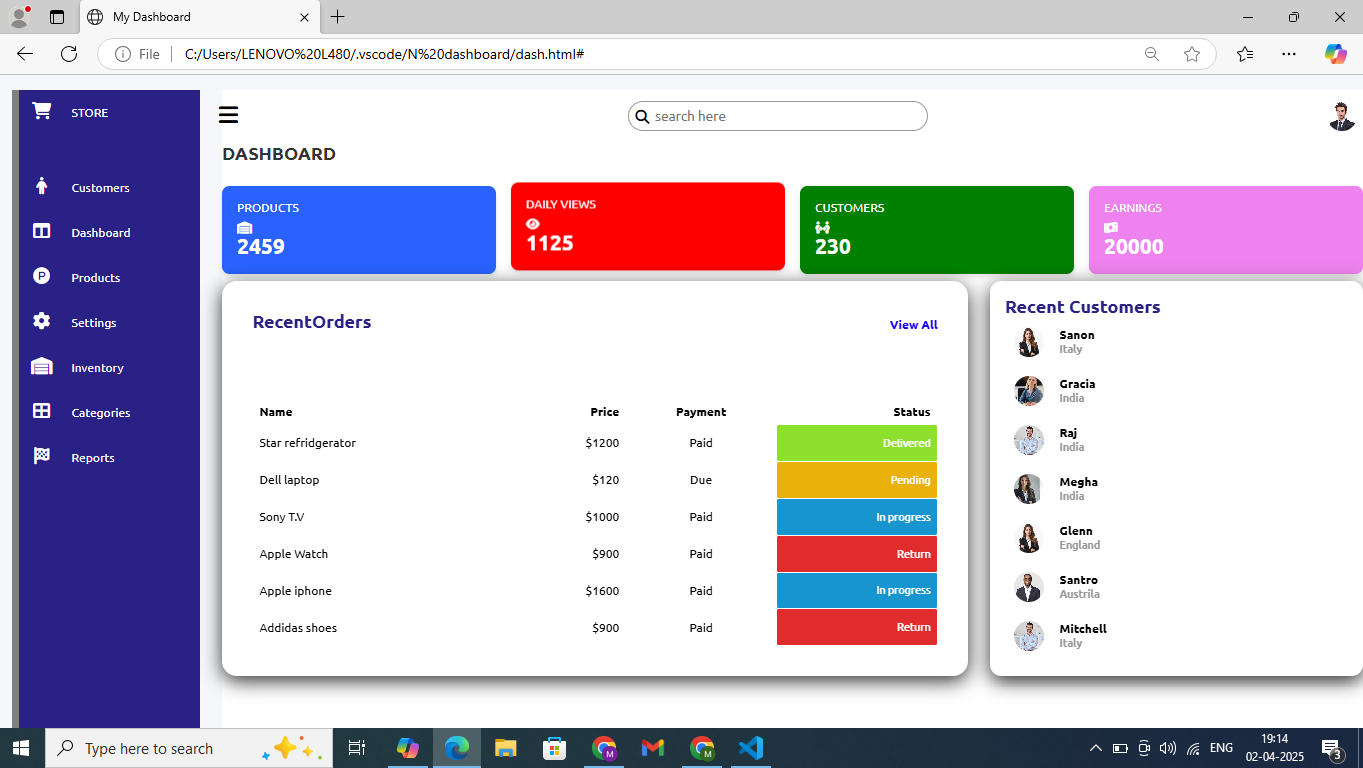 My Dashboard
File
C:/Users/LENOVO%20L480/.vscode/N%20dashboard/dash.html#
STORE
search here
DASHBOARD
Customers
Dashboard
P Products
Settings
Inventory
Categories
Reports
PRODUCTS
2459
DAILY VIEWS
1125
CUSTOMERS
230
EARNINGS
20000
RecentOrders
View All
Name Price Payment Status
Star refridgerator $1200 Paid Delivered
Dell laptop $120 Due Pending
Sony T.V $1000 Paid In progress
Apple Watch $900 Paid Return
Apple iphone $1600 Paid In progress
Addidas shoes $900 Paid Return
Recent Customers
Sanon
Italy
Gracia
India
Raj
India
Megha
India
Glenn
England
Santro
Austrila
Mitchell
Italy
Type here to search
M
M
ENG
19:14
02-04-2025
3